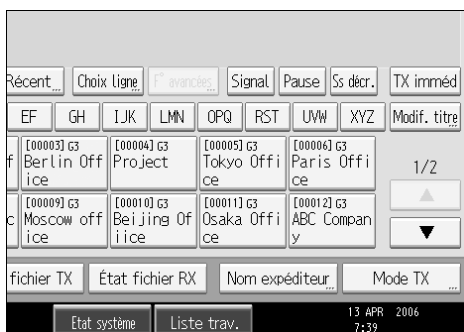 Récent Choix ligne F° avancées Signal Pause Ss décr. TX imméd
EF GH IJK LMN OPQ RST UVW XYZ Modif. titre
[00003] G3 [00004] G3 [00005] G3 [00006] G3
f Berlin Off Project Tokyo Offi Paris Offi 1/2
ice ce ce
[00009] G3 [00010] G3 [00011] G3 [00012] G3
c Moscow off Beijing Of Osaka Offi ABC Compan
ice iice ce y
fichier TX État fichier RX Nom expéditeur Mode TX
Etat système Liste trav. 13 APR 2006
7:39